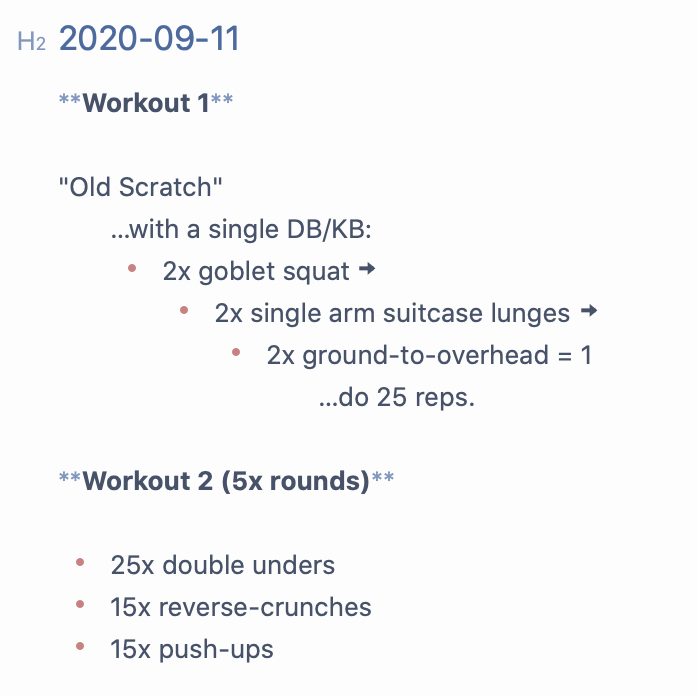 H2 2020-09-11
**Workout 1**
"Old Scratch"
...with a single DB/KB:
• 2x goblet squat ➜
• 2x single arm suitcase lunges ➜
• 2x ground-to-overhead = 1
...do 25 reps.
**Workout 2 (5x rounds)**
• 25x double unders
• 15x reverse-crunches
• 15x push-ups